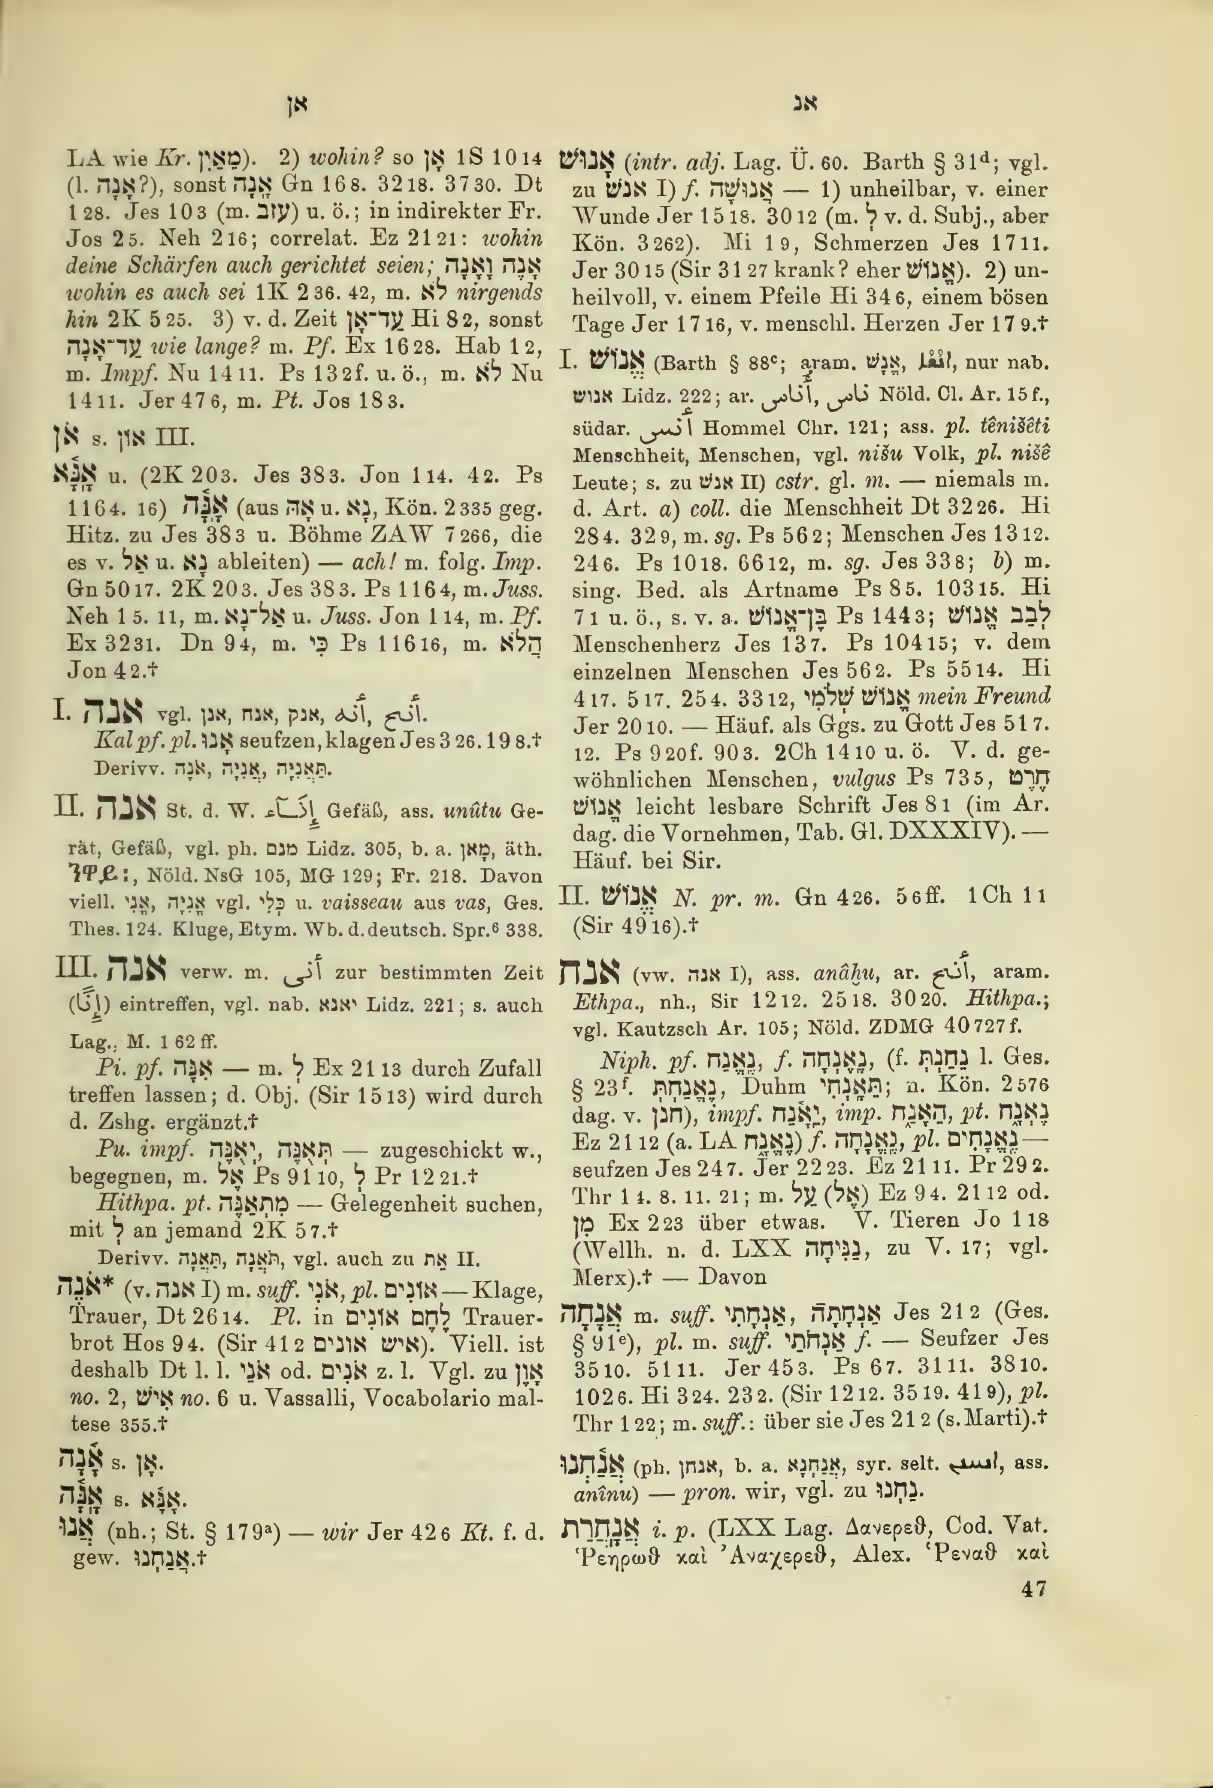 אן
אנ
LA wie Kr. מֵאַיִן). 2) wohin? so אָן 1S 10 14
(l. אָנָה?), sonst אָנָה Gn 16 8. 32 18. 37 30. Dt
1 28. Jes 10 3 (m. עזב) u. ö.; in indirekter Fr.
Jos 2 5. Neh 2 16; correlat. Ez 21 21: wohin
deine Schärfen auch gerichtet seien; אָנֶה וָאָנָה
wohin es auch sei 1K 2 36. 42, m. לֹא nirgends
hin 2K 5 25. 3) v. d. Zeit עַד־אָן Hi 8 2, sonst
עַד־אָנָה wie lange? m. Pf. Ex 16 28. Hab 1 2,
m. Impf. Nu 14 11. Ps 13 2f. u. ö., m. לֹא Nu
14 11. Jer 47 6, m. Pt. Jos 18 3.
אֹן s. און III.
אָנָּא u. (2K 20 3. Jes 38 3. Jon 1 14. 4 2. Ps
116 4. 16) אָנָּה (aus אָהּ u. נָא, Kön. 2 335 geg.
Hitz. zu Jes 38 3 u. Böhme ZAW 7 266, die
es v. אַל u. נָא ableiten) — ach! m. folg. Imp.
Gn 50 17. 2K 20 3. Jes 38 3. Ps 116 4, m. Juss.
Neh 1 5. 11, m. אַל־נָא u. Juss. Jon 1 14, m. Pf.
Ex 32 31. Dn 9 4, m. כִּי Ps 116 16, m. הֲלֹא
Jon 4 2.†
I. אנה vgl. אנן, אנח, אנק, أَنَهَ, أَنَحَ.
Kal pf. pl. אָנוּ seufzen, klagen Jes 3 26. 19 8.†
Derivv. תַּאֲנִיָּה, אֲנִיָּה, אֹנֶה.
II. אנה St. d. W. إِنَاء Gefäß, ass. unûtu Ge-
rät, Gefäß, vgl. ph. מנם Lidz. 305, b. a. מָאן, äth.
Nöld. NsG 105, MG 129; Fr. 218. Davon
viell. אֳנִי, אֳנִיָּה vgl. כְּלִי u. vaisseau aus vas, Ges.
Thes. 124. Kluge, Etym. Wb. d. deutsch. Spr.⁶ 338.
III. אנה verw. m. أَنَى zur bestimmten Zeit
(إِنًا) eintreffen, vgl. nab. יאנא Lidz. 221; s. auch
Lag., M. 1 62 ff.
Pi. pf. אִנָּה — m. לְ Ex 21 13 durch Zufall
treffen lassen; d. Obj. (Sir 15 13) wird durch
d. Zshg. ergänzt.†
Pu. impf. יְאֻנֶּה, תְּאֻנֶּה — zugeschickt w.,
begegnen, m. אֶל Ps 91 10, לְ Pr 12 21.†
Hithpa. pt. מִתְאַנֶּה — Gelegenheit suchen,
mit לְ an jemand 2K 5 7.†
Derivv. תַּאֲנָה, תֹּאֲנָה, vgl. auch zu אֵת II.
אֹנֶה* (v. אנה I) m. suff. אֹנִי, pl. אוֹנִים — Klage,
Trauer, Dt 26 14. Pl. in לֶחֶם אוֹנִים Trauer-
brot Hos 9 4. (Sir 41 2 איש אונים). Viell. ist
deshalb Dt l. l. אֹנִי od. אֹנִים z. l. Vgl. zu אָוֶן
no. 2, אִישׁ no. 6 u. Vassalli, Vocabolario mal-
tese 355.†
אָנָה s. אָן.
אָנָּה s. אָנָּא.
אֲנוּ (nh.; St. § 179ᵃ) — wir Jer 42 6 Kt. f. d.
gew. אֲנַחְנוּ.†
אָנוּשׁ (intr. adj. Lag. Ü. 60. Barth § 31ᵈ; vgl.
zu אנשׁ I) f. אֲנוּשָׁה — 1) unheilbar, v. einer
Wunde Jer 15 18. 30 12 (m. לְ v. d. Subj., aber
Kön. 3 262). Mi 1 9, Schmerzen Jes 17 11.
Jer 30 15 (Sir 31 27 krank? eher אֱנוֹשׁ). 2) un-
heilvoll, v. einem Pfeile Hi 34 6, einem bösen
Tage Jer 17 16, v. menschl. Herzen Jer 17 9.†
I. אֱנוֹשׁ (Barth § 88ᶜ; aram. אֱנָשׁ, nur nab.
אנוש Lidz. 222; ar. نَاس, أُنَاس Nöld. Cl. Ar. 15 f.,
südar. أنس Hommel Chr. 121; ass. pl. tênišêti
Menschheit, Menschen, vgl. nišu Volk, pl. nišê
Leute; s. zu אנשׁ II) cstr. gl. m. — niemals m.
d. Art. a) coll. die Menschheit Dt 32 26. Hi
28 4. 32 9, m. sg. Ps 56 2; Menschen Jes 13 12.
24 6. Ps 10 18. 66 12, m. sg. Jes 33 8; b) m.
sing. Bed. als Artname Ps 8 5. 103 15. Hi
7 1 u. ö., s. v. a. בֶּן־אֱנוֹשׁ Ps 144 3; לְבַב אֱנוֹשׁ
Menschenherz Jes 13 7. Ps 104 15; v. dem
einzelnen Menschen Jes 56 2. Ps 55 14. Hi
4 17. 5 17. 25 4. 33 12, אֱנוֹשׁ שְׁלֹמִי mein Freund
Jer 20 10. — Häuf. als Ggs. zu Gott Jes 51 7.
12. Ps 9 20f. 90 3. 2Ch 14 10 u. ö. V. d. ge-
wöhnlichen Menschen, vulgus Ps 73 5, חֶרֶט
אֱנוֹשׁ leicht lesbare Schrift Jes 8 1 (im Ar.
dag. die Vornehmen, Tab. Gl. DXXXIV). —
Häuf. bei Sir.
II. אֱנוֹשׁ N. pr. m. Gn 4 26. 5 6ff. 1Ch 1 1
(Sir 49 16).†
אנח (vw. אנה I), ass. anâḫu, ar. أَنَحَ, aram.
Ethpa., nh., Sir 12 12. 25 18. 30 20. Hithpa.;
vgl. Kautzsch Ar. 105; Nöld. ZDMG 40 727 f.
Niph. pf. נֶאֱנַח, f. נֶאֶנְחָה, (f. נֵחַנְתְּ l. Ges.
§ 23ᶠ. נֶאֱנַחְתְּ, Duhm תֵּאָנְחִי; n. Kön. 2 576
dag. v. חנן), impf. יֵאָנַח, imp. הֵאָנַח, pt. נֶאֱנָח
Ez 21 12 (a. LA נֶאֱנַח) f. נֶאֱנָחָה, pl. נֶאֱנָחִים —
seufzen Jes 24 7. Jer 22 23. Ez 21 11. Pr 29 2.
Thr 1 4. 8. 11. 21; m. עַל (אֶל) Ez 9 4. 21 12 od.
מִן Ex 2 23 über etwas. V. Tieren Jo 1 18
(Wellh. n. d. LXX נַנִּיחָה, zu V. 17; vgl.
Merx).† — Davon
אֲנָחָה m. suff. אַנְחָתִי, אַנְחָתָהּ Jes 21 2 (Ges.
§ 91ᵉ), pl. m. suff. אַנְחֹתַי f. — Seufzer Jes
35 10. 51 11. Jer 45 3. Ps 6 7. 31 11. 38 10.
102 6. Hi 3 24. 23 2. (Sir 12 12. 35 19. 41 9), pl.
Thr 1 22; m. suff.: über sie Jes 21 2 (s. Marti).†
אֲנַחְנוּ (ph. אנחן, b. a. אֲנַחְנָא, syr. selt. ass.
anînu) — pron. wir, vgl. zu נַחְנוּ.
אֲנָחֲרַת i. p. (LXX Lag. Δανερεθ, Cod. Vat.
Ῥεηρωθ καὶ Ἀναχερεθ, Alex. Ῥεναθ καὶ
47